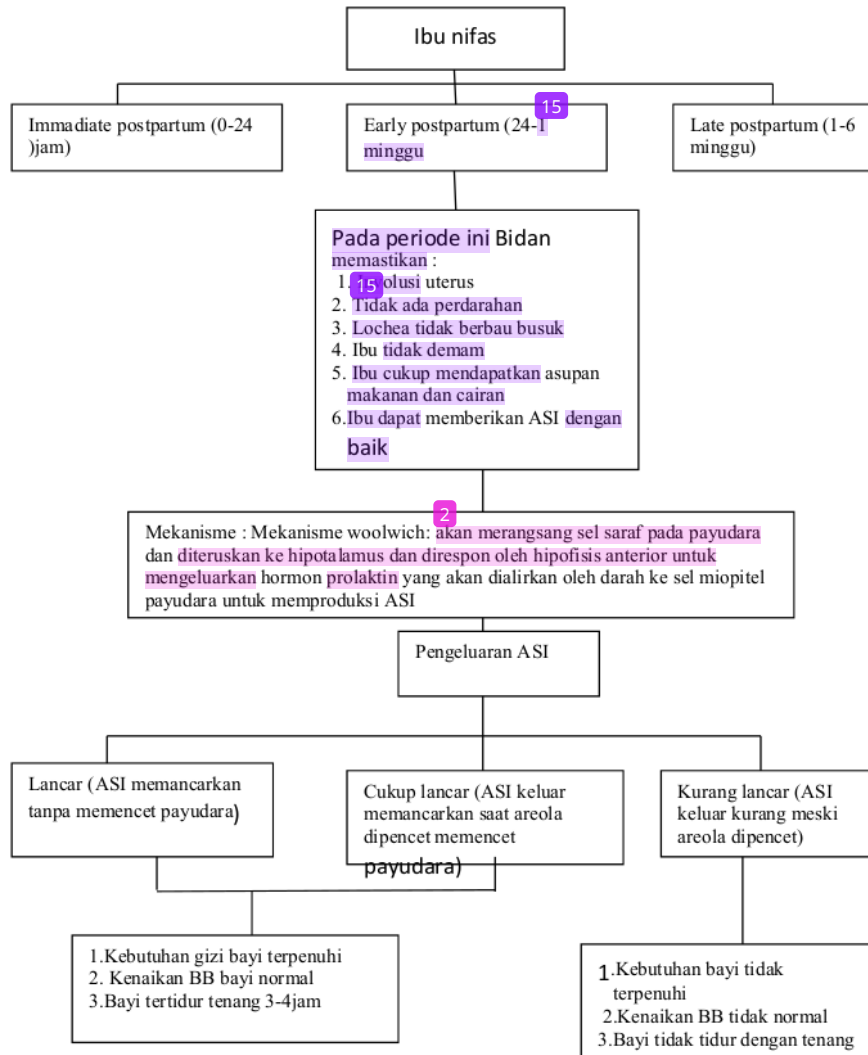 Ibu nifas
Immadiate postpartum (0-24
)jam)
15
Early postpartum (24-1
minggu
Late postpartum (1-6
minggu)
Pada periode ini Bidan
memastikan :
15
1. volusi uterus
2. Tidak ada perdarahan
3. Lochea tidak berbau busuk
4. Ibu tidak demam
5. Ibu cukup mendapatkan asupan
makanan dan cairan
6.Ibu dapat memberikan ASI dengan
baik
2
Mekanisme : Mekanisme woolwich: akan merangsang sel saraf pada payudara
dan diteruskan ke hipotalamus dan direspon oleh hipofisis anterior untuk
mengeluarkan hormon prolaktin yang akan dialirkan oleh darah ke sel miopitel
payudara untuk memproduksi ASI
Pengeluaran ASI
Lancar (ASI memancarkan
tanpa memencet payudara)
Cukup lancar (ASI keluar
memancarkan saat areola
dipencet memencet
payudara)
Kurang lancar (ASI
keluar kurang meski
areola dipencet)
1.Kebutuhan gizi bayi terpenuhi
2. Kenaikan BB bayi normal
3.Bayi tertidur tenang 3-4jam
1.Kebutuhan bayi tidak
terpenuhi
2.Kenaikan BB tidak normal
3.Bayi tidak tidur dengan tenang